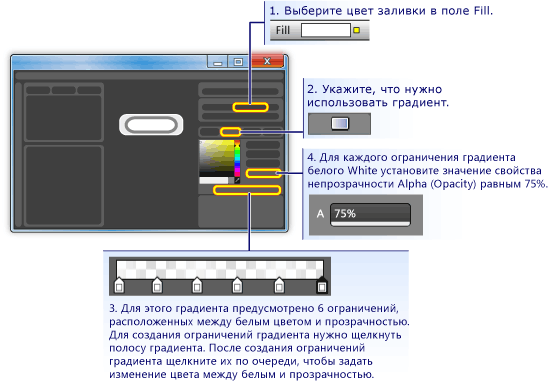 1. Выберите цвет заливки в поле Fill.
Fill
2. Укажите, что нужно
использовать градиент.
4. Для каждого ограничения градиента
белого White установите значение свойства
непрозрачности Alpha (Opacity) равным 75%.
A 75%
3. Для этого градиента предусмотрено 6 ограничений,
расположенных между белым цветом и прозрачностью.
Для создания ограничений градиента нужно щелкнуть
полосу градиента. После создания ограничений
градиента щелкните их по очереди, чтобы задать
изменение цвета между белым и прозрачностью.